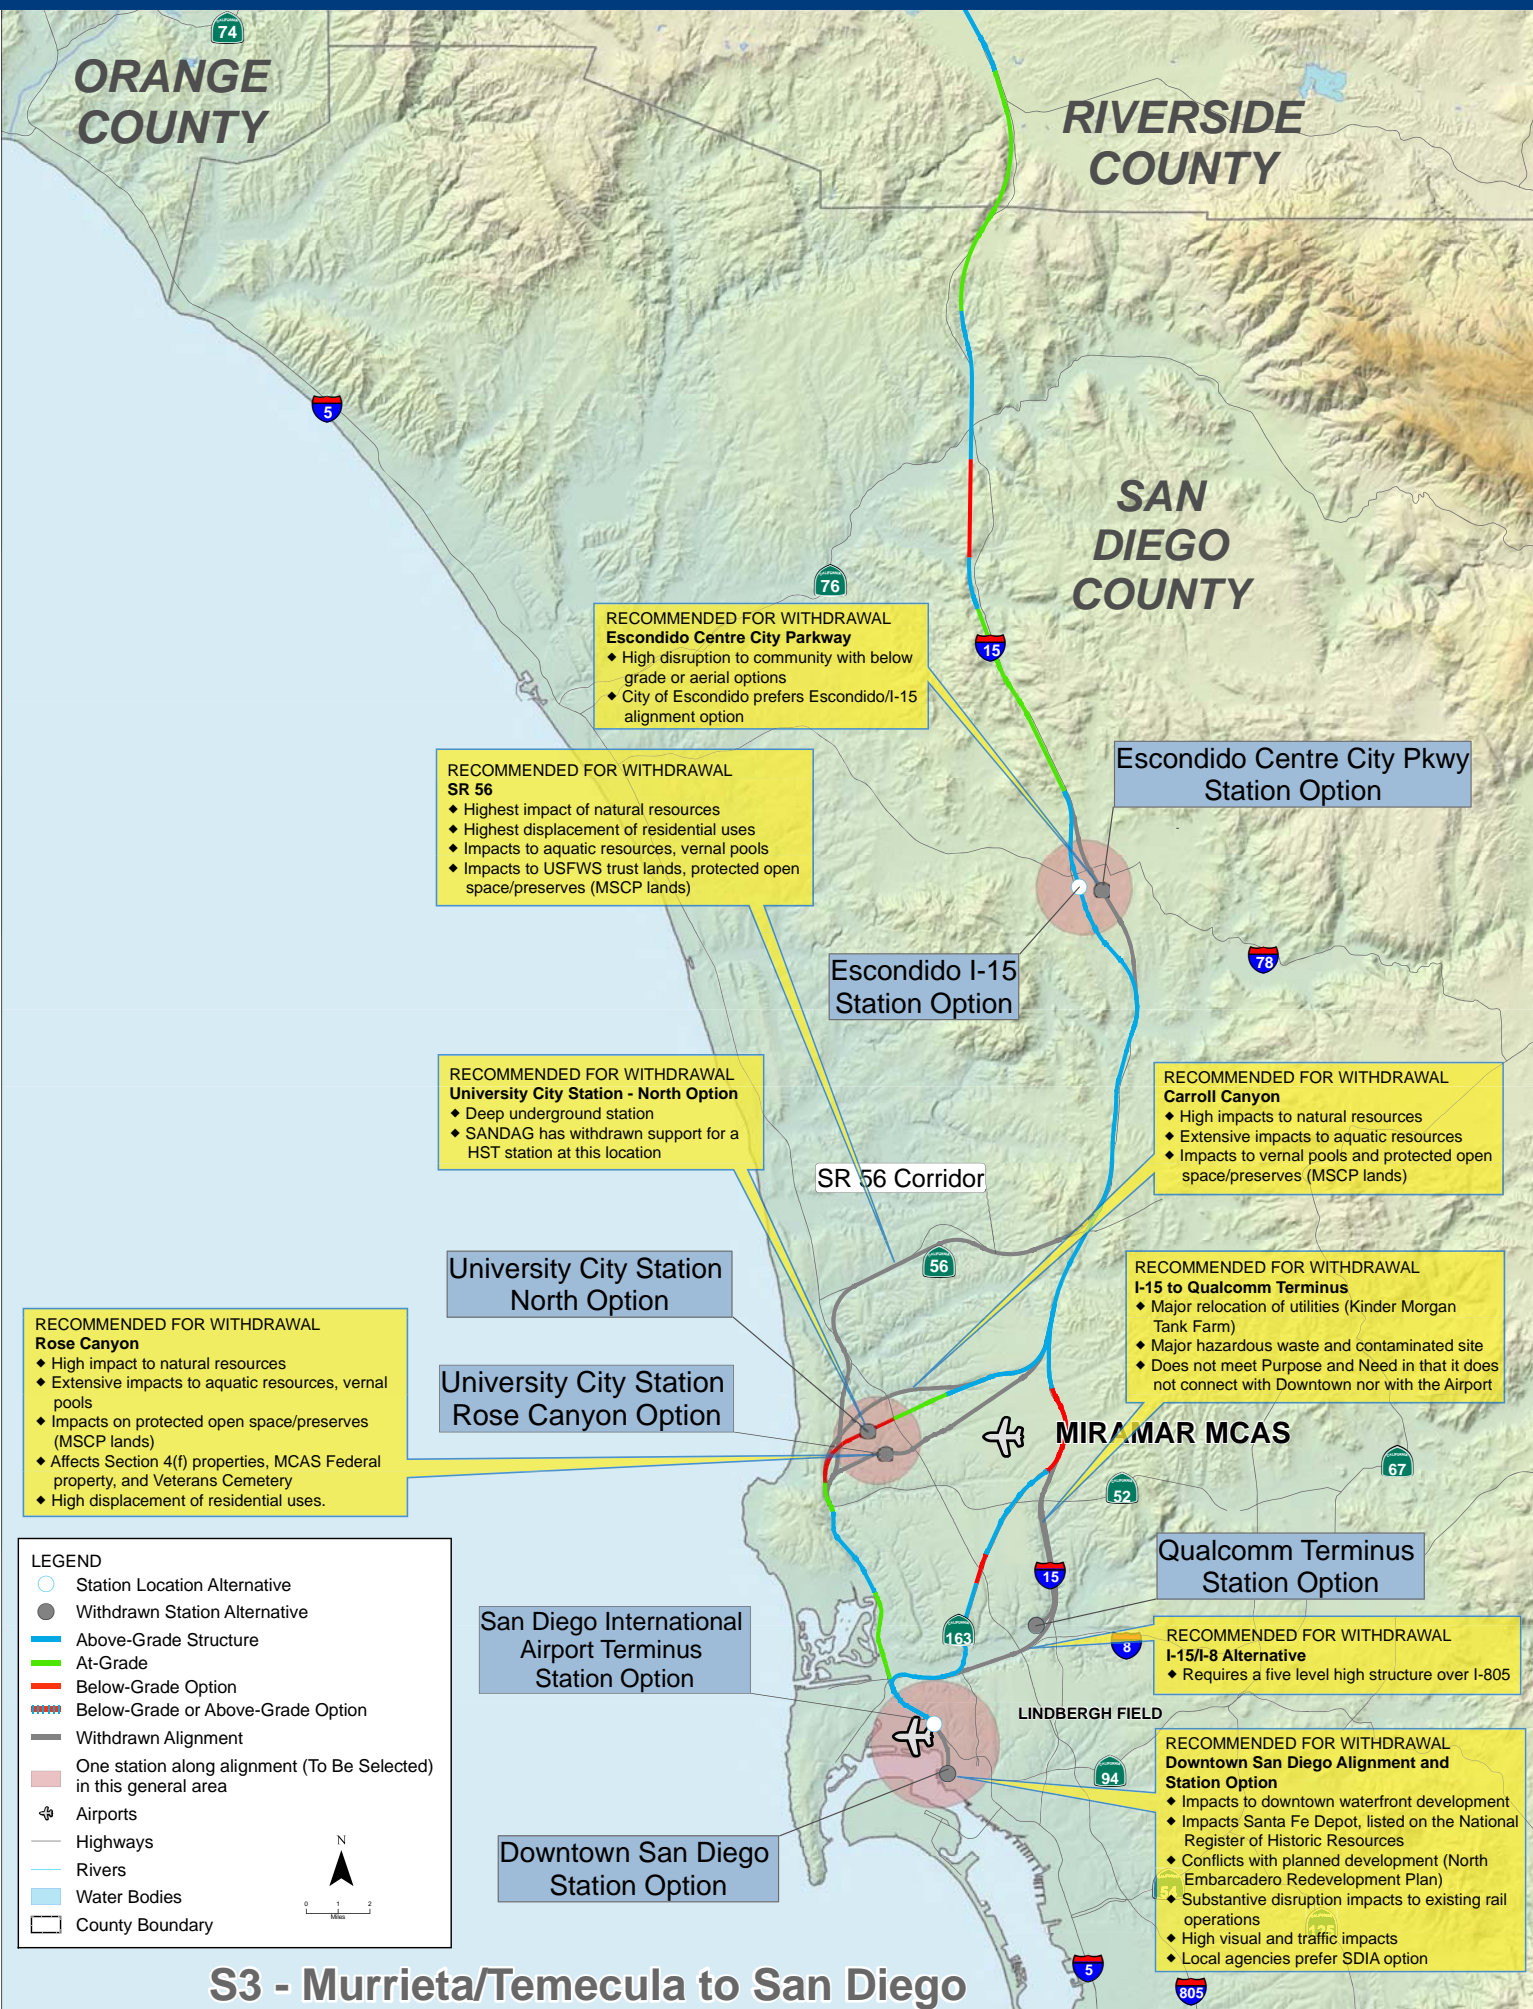 CALIFORNIA
74
ORANGE
COUNTY
RIVERSIDE
COUNTY
5
SAN
DIEGO
COUNTY
CALIFORNIA
76
15
RECOMMENDED FOR WITHDRAWAL
Escondido Centre City Parkway
◆ High disruption to community with below
grade or aerial options
◆ City of Escondido prefers Escondido/I-15
alignment option
Escondido Centre City Pkwy
Station Option
RECOMMENDED FOR WITHDRAWAL
SR 56
◆ Highest impact of natural resources
◆ Highest displacement of residential uses
◆ Impacts to aquatic resources, vernal pools
◆ Impacts to USFWS trust lands, protected open
space/preserves (MSCP lands)
Escondido I-15
Station Option
78
RECOMMENDED FOR WITHDRAWAL
University City Station - North Option
◆ Deep underground station
◆ SANDAG has withdrawn support for a
HST station at this location
RECOMMENDED FOR WITHDRAWAL
Carroll Canyon
◆ High impacts to natural resources
◆ Extensive impacts to aquatic resources
◆ Impacts to vernal pools and protected open
space/preserves (MSCP lands)
SR 56 Corridor
CALIFORNIA
56
University City Station
North Option
RECOMMENDED FOR WITHDRAWAL
I-15 to Qualcomm Terminus
◆ Major relocation of utilities (Kinder Morgan
Tank Farm)
◆ Major hazardous waste and contaminated site
◆ Does not meet Purpose and Need in that it does
not connect with Downtown nor with the Airport
RECOMMENDED FOR WITHDRAWAL
Rose Canyon
◆ High impact to natural resources
◆ Extensive impacts to aquatic resources, vernal
pools
◆ Impacts on protected open space/preserves
(MSCP lands)
◆ Affects Section 4(f) properties, MCAS Federal
property, and Veterans Cemetery
◆ High displacement of residential uses.
University City Station
Rose Canyon Option
MIRAMAR MCAS
CALIFORNIA
67
CALIFORNIA
52
15
Qualcomm Terminus
Station Option
LEGEND
Station Location Alternative
Withdrawn Station Alternative
Above-Grade Structure
At-Grade
Below-Grade Option
Below-Grade or Above-Grade Option
Withdrawn Alignment
One station along alignment (To Be Selected)
in this general area
Airports
Highways
Rivers
Water Bodies
County Boundary
N
0 1 2
Miles
San Diego International
Airport Terminus
Station Option
CALIFORNIA
163
8
RECOMMENDED FOR WITHDRAWAL
I-15/I-8 Alternative
◆ Requires a five level high structure over I-805
LINDBERGH FIELD
CALIFORNIA
94
RECOMMENDED FOR WITHDRAWAL
Downtown San Diego Alignment and
Station Option
◆ Impacts to downtown waterfront development
◆ Impacts Santa Fe Depot, listed on the National
Register of Historic Resources
◆ Conflicts with planned development (North
Embarcadero Redevelopment Plan)
◆ Substantive disruption impacts to existing rail
operations
◆ High visual and traffic impacts
◆ Local agencies prefer SDIA option
54
125
Downtown San Diego
Station Option
5
805
S3 - Murrieta/Temecula to San Diego